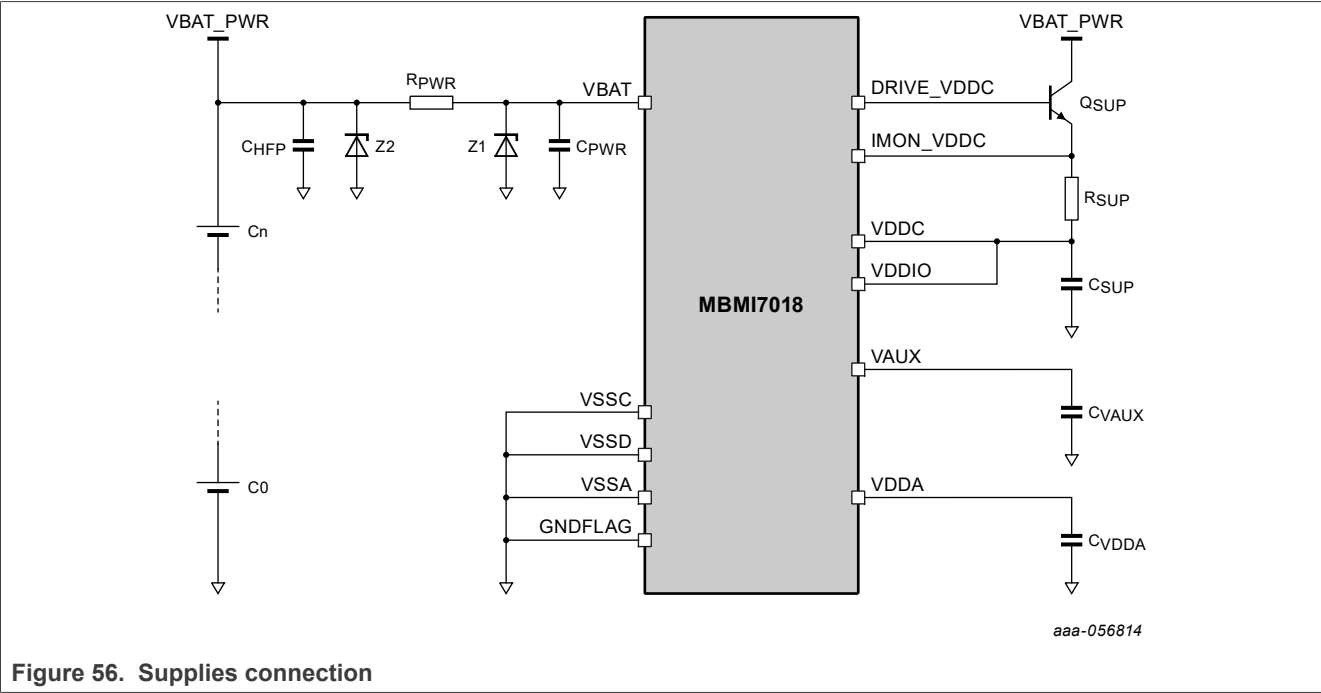 VBAT_PWR
VBAT_PWR
RPWR
VBAT
DRIVE_VDDC
QSUP
CHFP
Z2
Z1
CPWR
IMON_VDDC
RSUP
Cn
VDDC
VDDIO
CSUP
MBMI7018
VAUX
VSSC
CVAUX
VSSD
C0
VSSA
VDDA
GNDFLAG
CVDDA
aaa-056814
Figure 56. Supplies connection